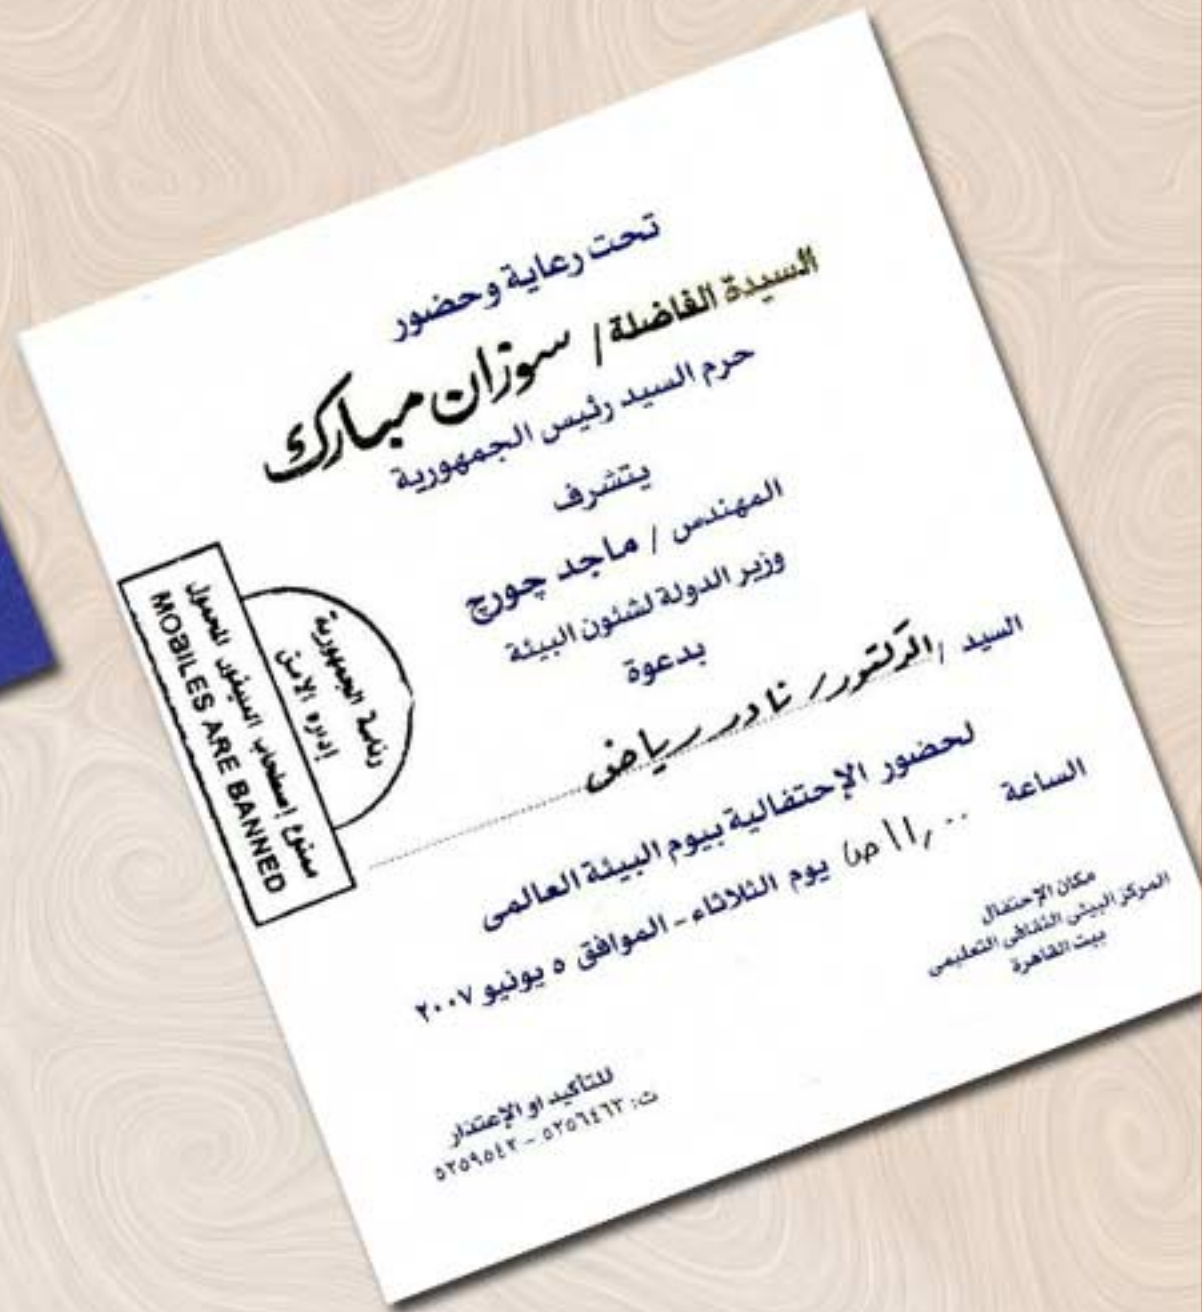 تحت رعاية وحضور
السيدة الفاضلة / سوزان مبارك
حرم السيد رئيس الجمهورية
يتشرف
المهندس / ماجد چورچ
وزير الدولة لشئون البيئة
بدعوة
السيد / الدكتور / نادر رياض
لحضور الإحتفالية بيوم البيئة العالمى
الساعة ١١,٠٠ ص يوم الثلاثاء - الموافق ٥ يونيو ٢٠٠٧
مكان الإحتفال
المركز البيئى الثقافى التعليمى
بيت القاهرة
للتأكيد او الإعتذار
ت: ٥٢٥٦٤٦٣ - ٥٢٥٩٥٤٢
رئاسة الجمهورية
إدارة الأمن
ممنوع إصطحاب التليفون المحمول
MOBILES ARE BANNED